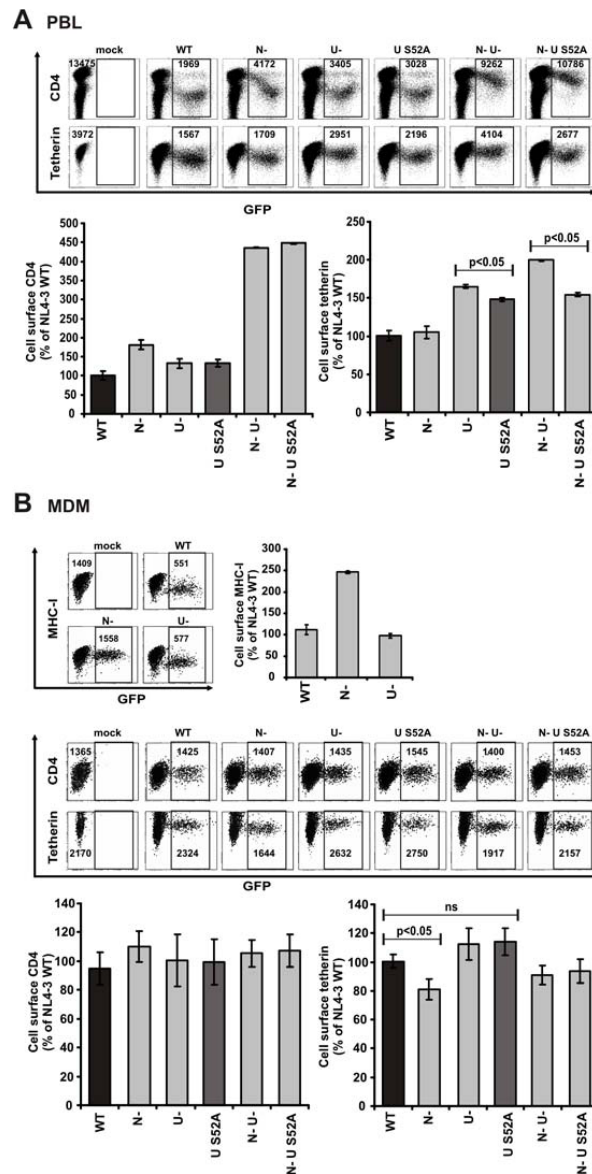 A PBL
mock WT N- U- U S52A N- U- N- U S52A
CD4
13475 1969 4172 3405 3028 9262 10786
Tetherin
3972 1567 1709 2951 2196 4104 2677
GFP
Cell surface CD4
(% of NL4-3 WT)
500
450
400
350
300
250
200
150
100
50
0
WT N- U- U S52A N- U- N- U S52A
Cell surface tetherin
(% of NL4-3 WT)
250
200
150
100
50
0
p<0.05
p<0.05
WT N- U- U S52A N- U N- U S52A
B MDM
mock WT
1409 551
N- U-
1558 577
MHC-I
GFP
Cell surface MHC-I
(% of NL4-3 WT)
300
250
200
150
100
50
0
WT N- U-
mock WT N- U- U S52A N- U- N- U S52A
CD4
1365 1425 1407 1435 1545 1400 1453
Tetherin
2170 2324 1644 2632 2750 1917 2157
GFP
Cell surface CD4
(% of NL4-3 WT)
140
120
100
80
60
40
20
0
WT N- U- U S52A N- U- N- U S52A
Cell surface tetherin
(% of NL4-3 WT)
140
120
100
80
60
40
20
0
ns
p<0.05
WT N- U- U S52A N- U- N- U S52A